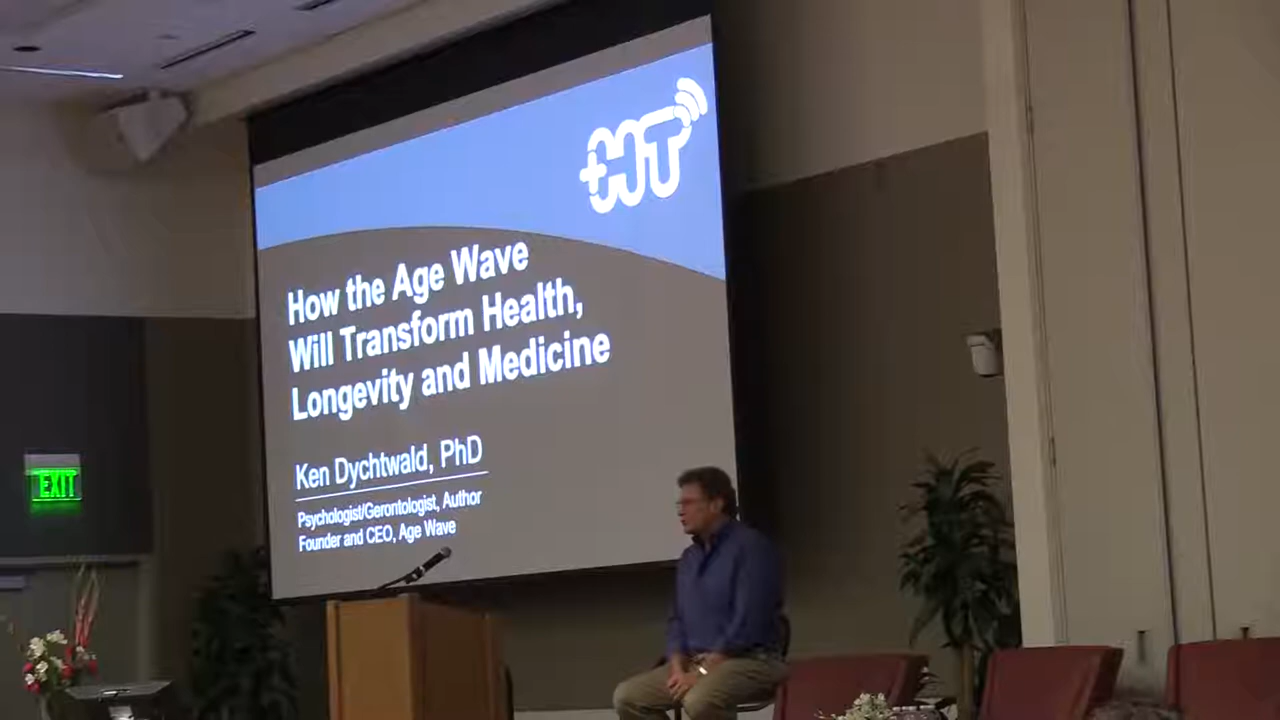 +CHT
How the Age Wave
Will Transform Health,
Longevity and Medicine
Ken Dychtwald, PhD
Psychologist/Gerontologist, Author
Founder and CEO, Age Wave
EXIT